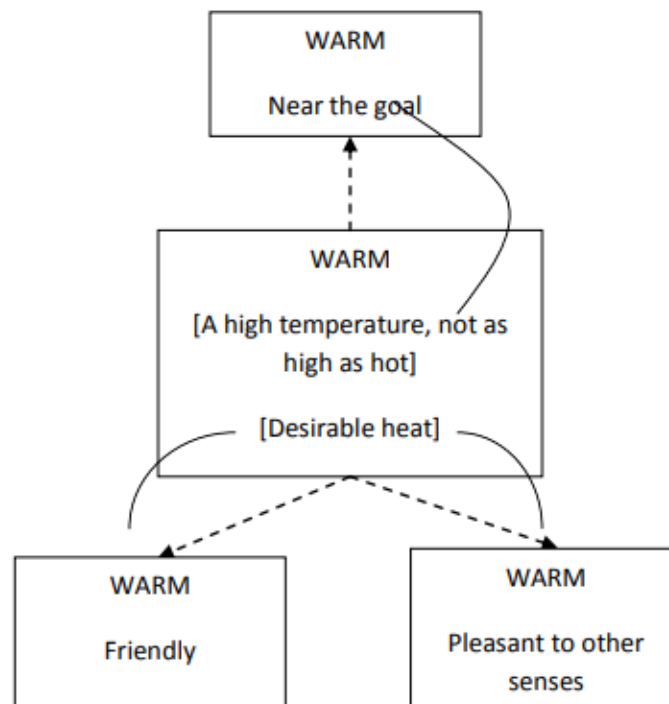 WARM
Near the goal
WARM
[A high temperature, not as
high as hot]
[Desirable heat]
WARM
Friendly
WARM
Pleasant to other
senses